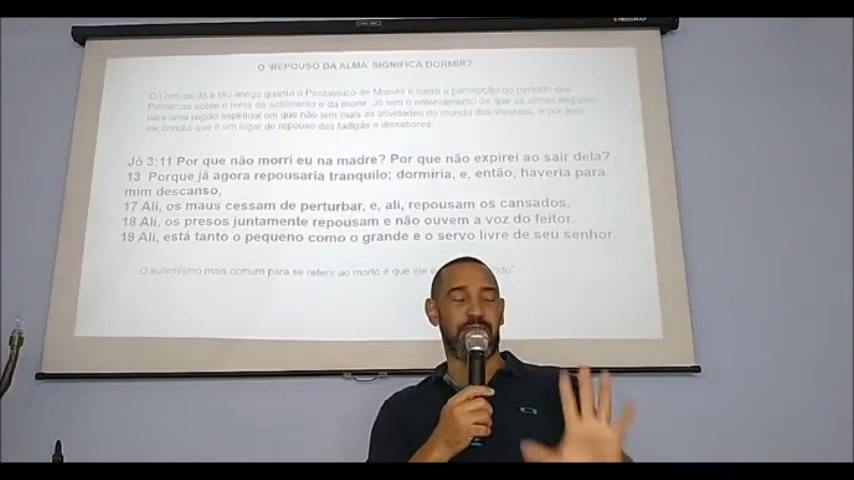 O 'REPOUSO DA ALMA' SIGNIFICA DORMIR?
O Livro de Jó é tão antigo quanto o Pentateuco de Moisés e narra a percepção do período dos
Patriarcas sobre o tema do sofrimento e da morte. Jó tem o entendimento de que as almas
para uma região espiritual em que não tem mais as atividades do mundo dos viventes, e por
ele conclui que é um lugar de repouso das fadigas e dissabores.
Jó 3:11 Por que não morri eu na madre? Por que não expirei ao sair dela?
13 Porque já agora repousaria tranquilo; dormiria, e, então, haveria para
mim descanso,
17 Ali, os maus cessam de perturbar, e, ali, repousam os cansados.
18 Ali, os presos juntamente repousam e não ouvem a voz do feitor.
19 Ali, está tanto o pequeno como o grande e o servo livre de seu senhor
O eufemismo mais comum para se referir ao morto é que ele